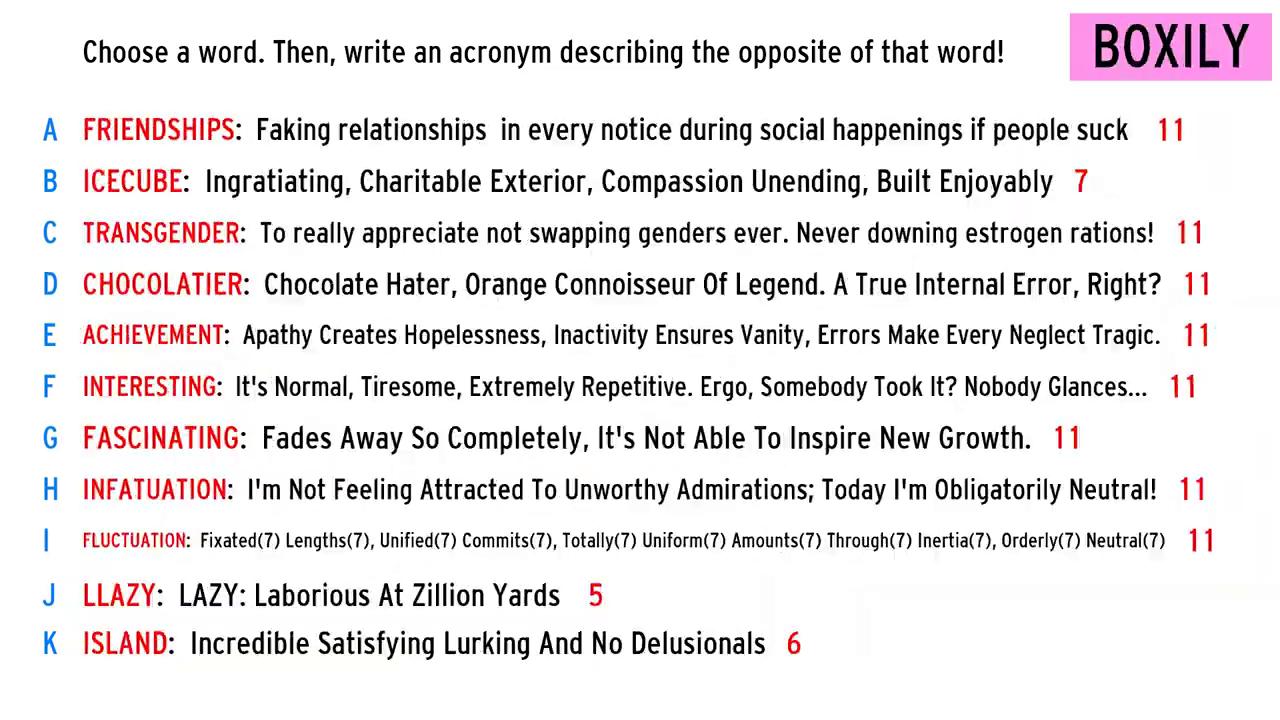 Choose a word. Then, write an acronym describing the opposite of that word!
BOXILY
A FRIENDSHIPS: Faking relationships in every notice during social happenings if people suck 11
B ICECUBE: Ingratiating, Charitable Exterior, Compassion Unending, Built Enjoyably 7
C TRANSGENDER: To really appreciate not swapping genders ever. Never downing estrogen rations! 11
D CHOCOLATIER: Chocolate Hater, Orange Connoisseur Of Legend. A True Internal Error, Right? 11
E ACHIEVEMENT: Apathy Creates Hopelessness, Inactivity Ensures Vanity, Errors Make Every Neglect Tragic. 11
F INTERESTING: It's Normal, Tiresome, Extremely Repetitive. Ergo, Somebody Took It? Nobody Glances... 11
G FASCINATING: Fades Away So Completely, It's Not Able To Inspire New Growth. 11
H INFATUATION: I'm Not Feeling Attracted To Unworthy Admirations; Today I'm Obligatorily Neutral! 11
I FLUCTUATION: Fixated(7) Lengths(7), Unified(7) Commits(7), Totally(7) Uniform(7) Amounts(7) Through(7) Inertia(7), Orderly(7) Neutral(7) 11
J LLAZY: LAZY: Laborious At Zillion Yards 5
K ISLAND: Incredible Satisfying Lurking And No Delusionals 6